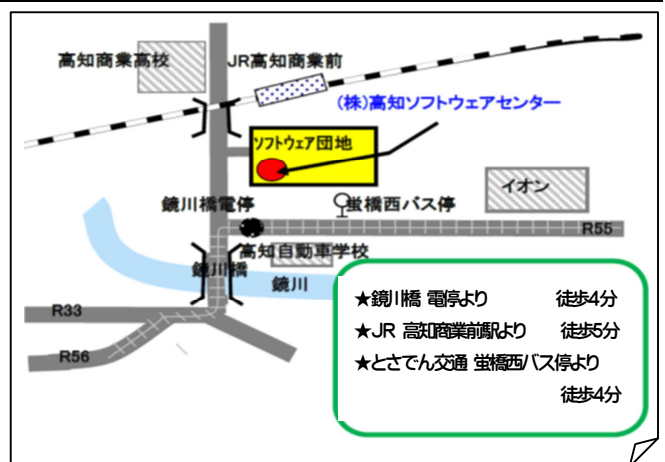 高知商業高校
JR高知商業前
(株)高知ソフトウェアセンター
ソフトウェア団地
イオン
鏡川橋電停
蛍橋西バス停
R55
高知自動車学校
鏡川橋
鏡川
R33
R56
★鏡川橋 電停より 徒歩4分
★JR 高知商業前駅より 徒歩5分
★とさでん交通 蛍橋西バス停より
徒歩4分